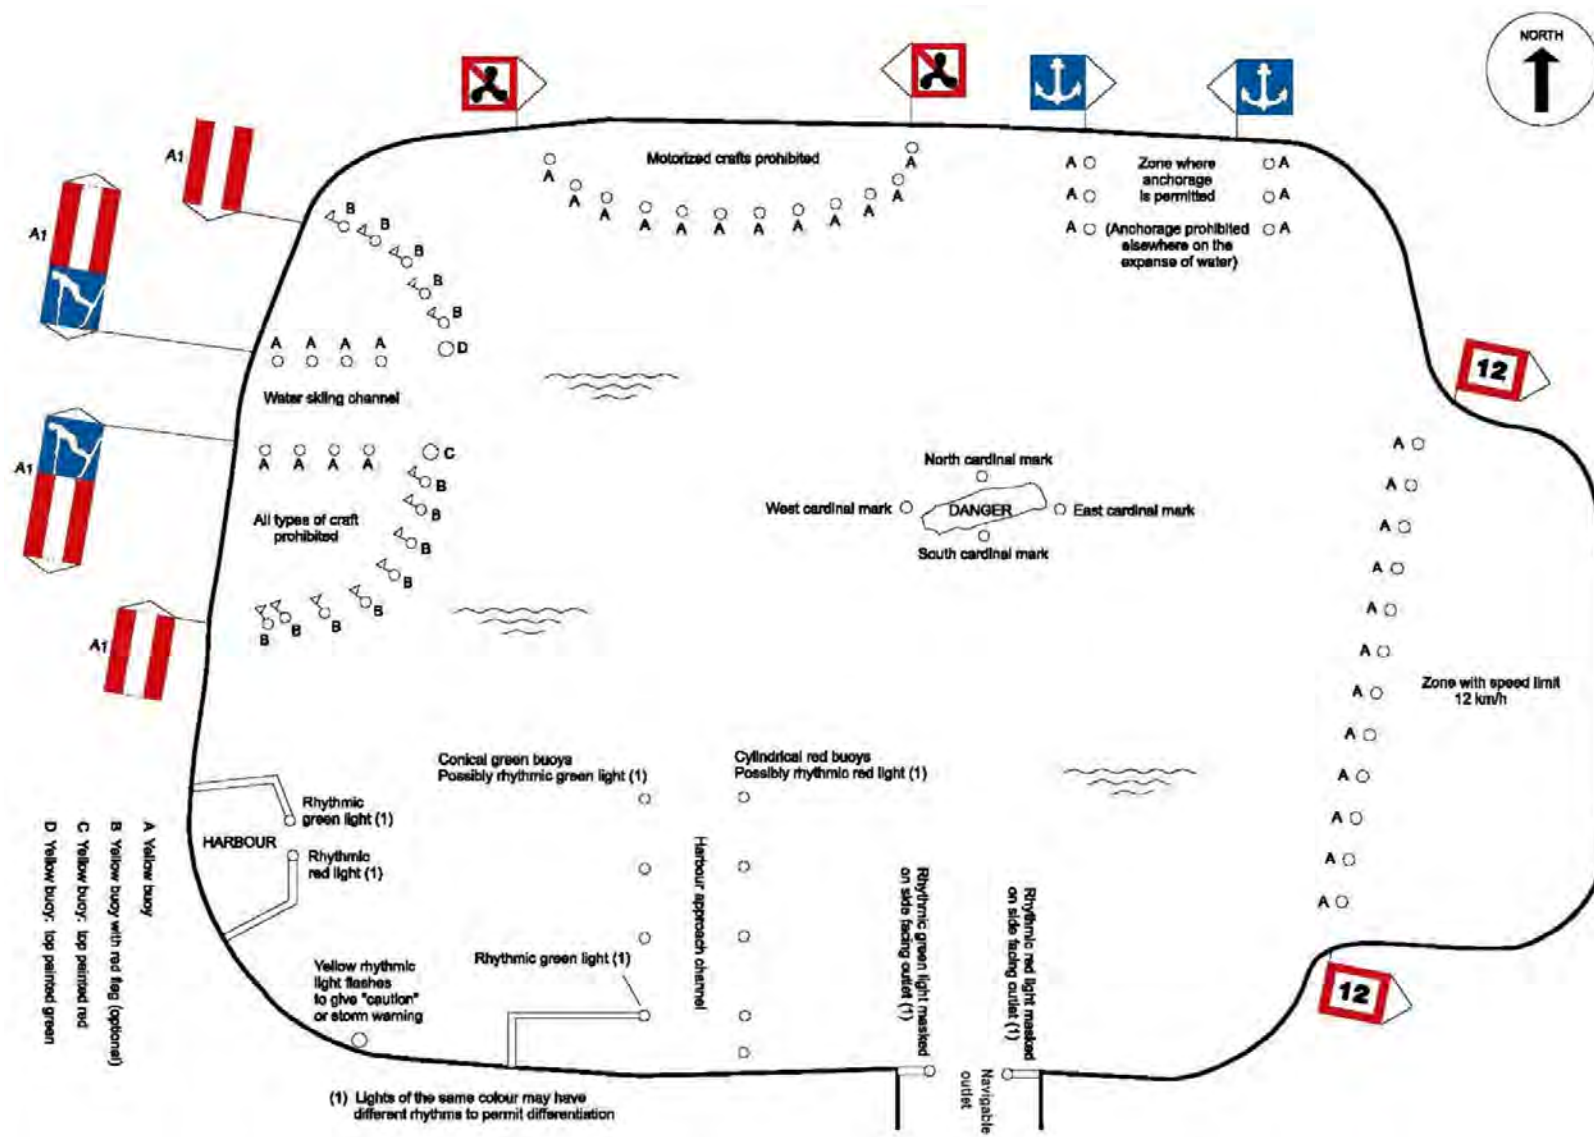 NORTH
A1
A1
A1
A1
Motorized crafts prohibited
A
A
A
A
A
A
A
A
A
A
A
A
A
A
Zone where
A
anchorage
A
is permitted
A
A
(Anchorage prohibited
A
elsewhere on the
expanse of water)
B
B
B
B
B
D
A
A
A
A
Water skiing channel
A
A
A
A
C
B
B
B
B
B
B
B
B
All types of craft
prohibited
12
North cardinal mark
West cardinal mark
DANGER
East cardinal mark
South cardinal mark
A
A
A
A
A
A
A
A
A
A
A
A
Zone with speed limit
12 km/h
12
Conical green buoys
Possibly rhythmic green light (1)
Cylindrical red buoys
Possibly rhythmic red light (1)
Rhythmic
green light (1)
HARBOUR
Rhythmic
red light (1)
Yellow rhythmic
light flashes
to give "caution"
or storm warning
Rhythmic green light (1)
Harbour approach channel
Rhythmic green light masked
on side facing outlet (1)
Rhythmic red light masked
on side facing outlet (1)
Navigable
outlet
A Yellow buoy
B Yellow buoy with red flag (optional)
C Yellow buoy: top painted red
D Yellow buoy: top painted green
(1) Lights of the same colour may have
different rhythms to permit differentiation